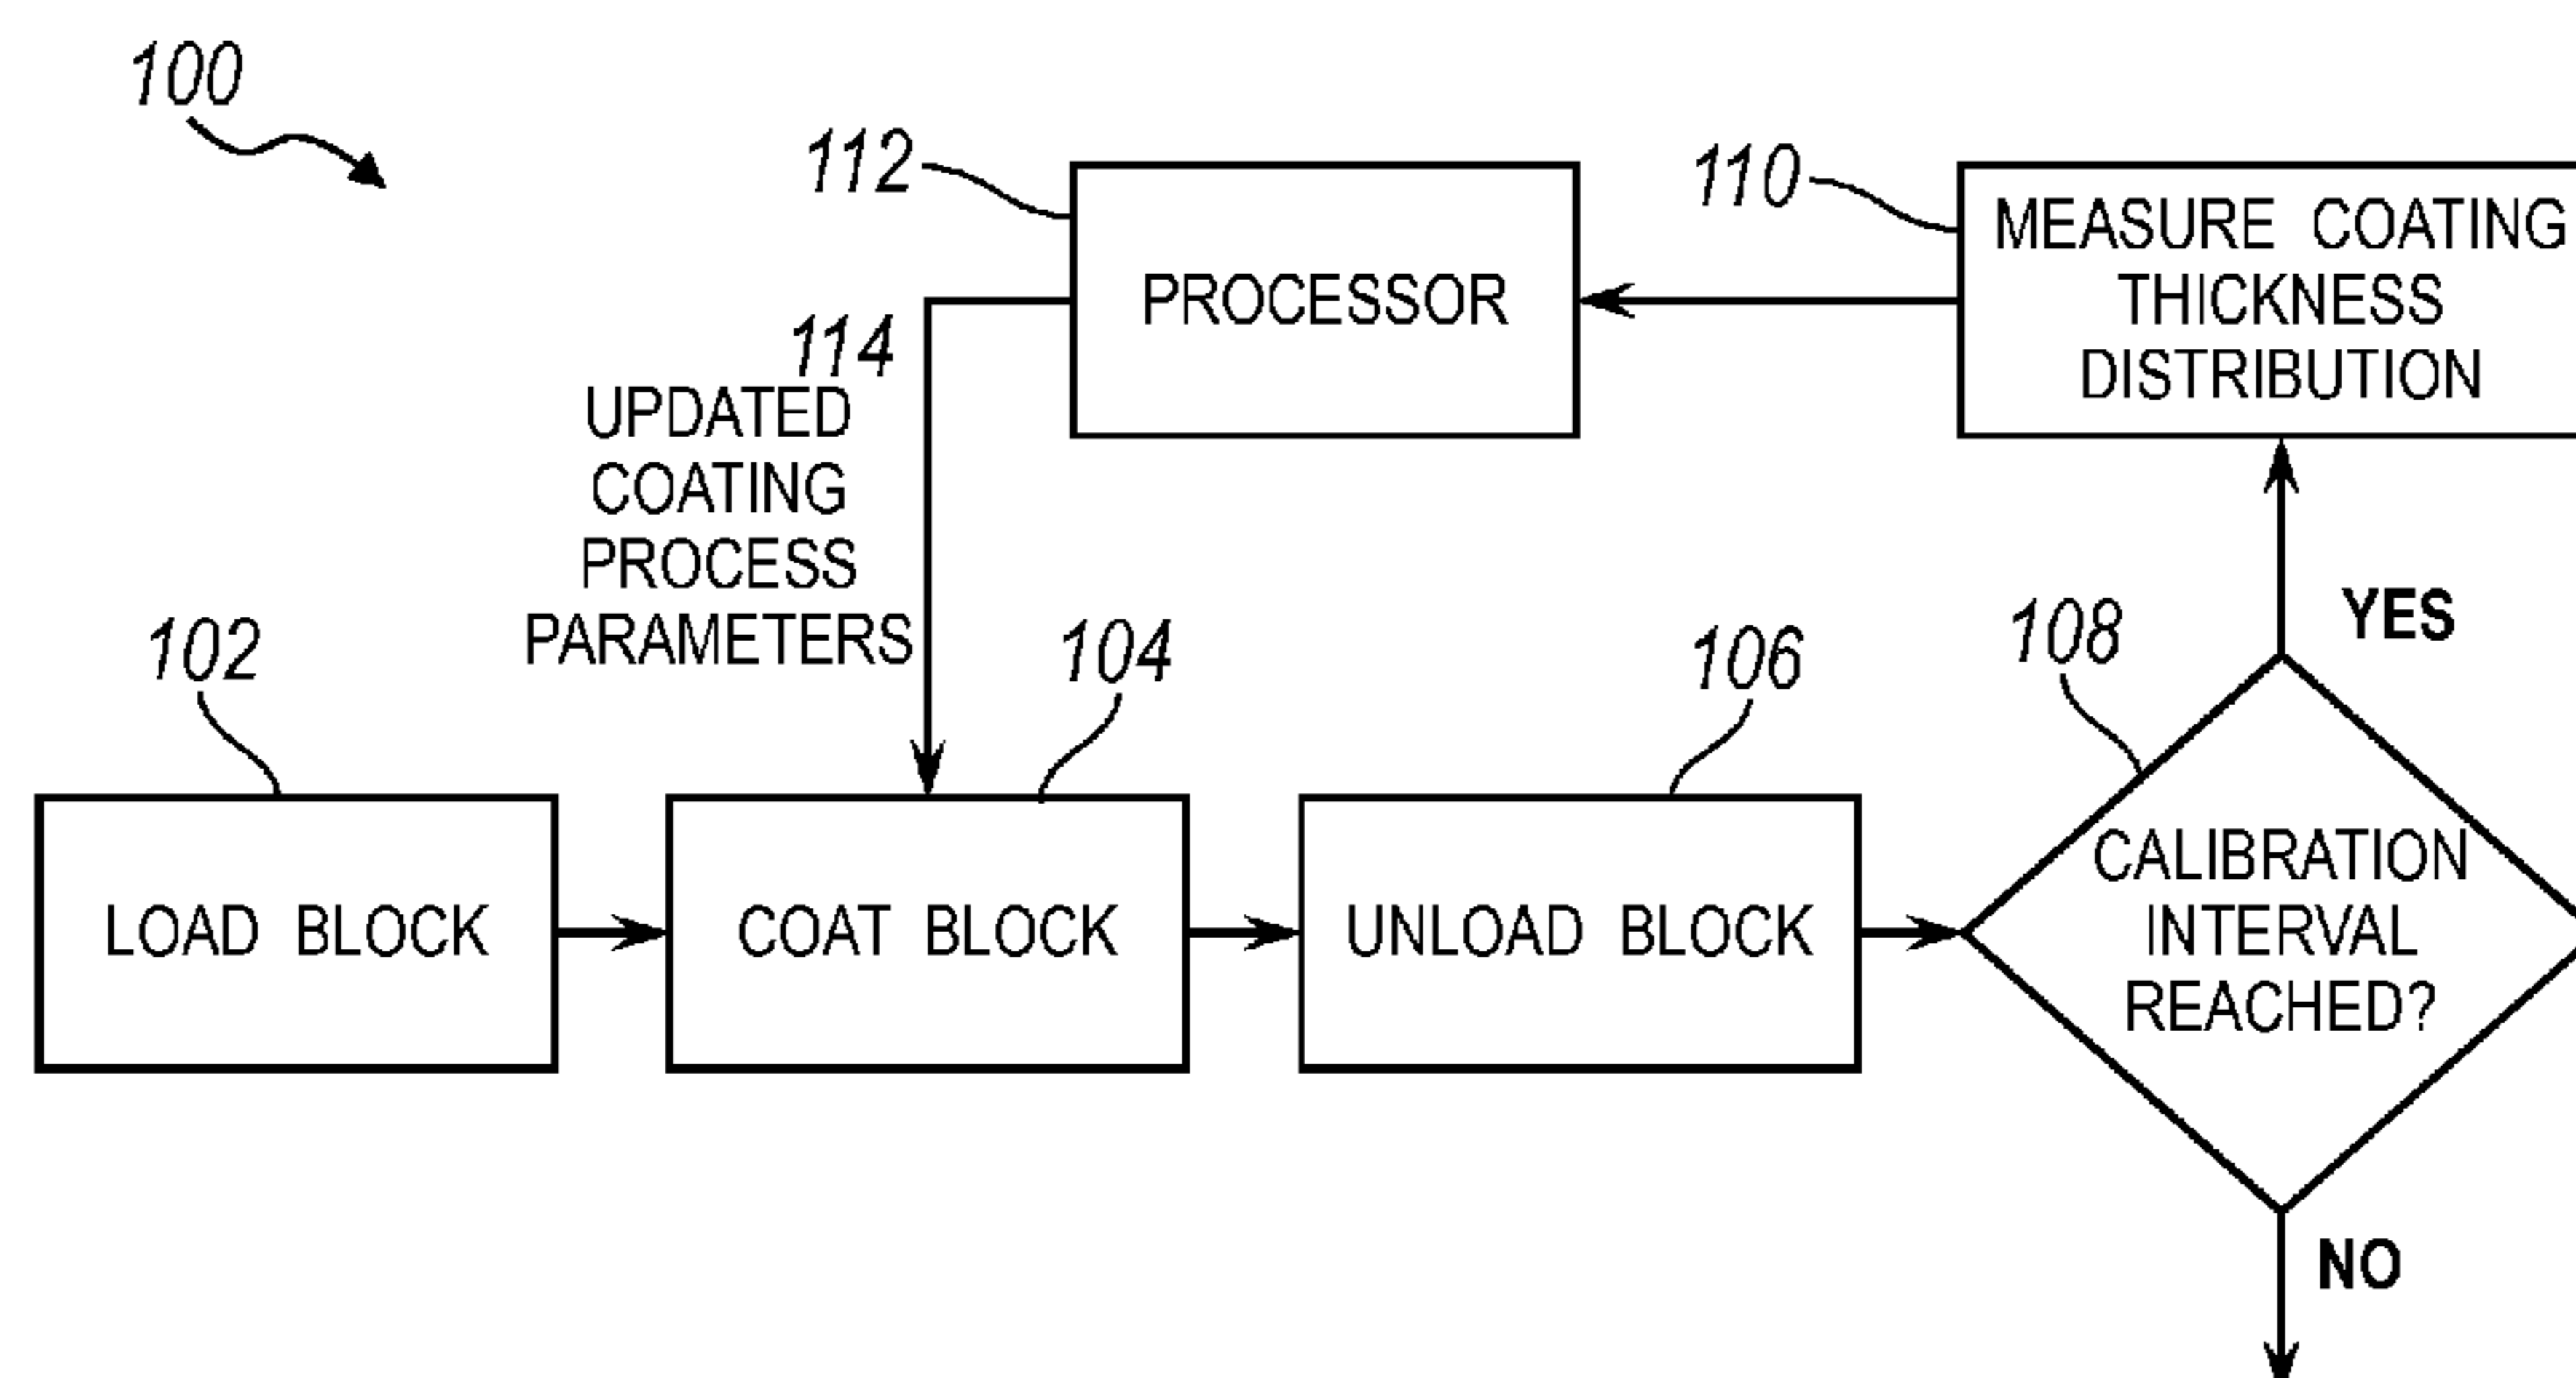 100
112
PROCESSOR
110
MEASURE COATING
THICKNESS
DISTRIBUTION
114
UPDATED
COATING
PROCESS
PARAMETERS
102
LOAD BLOCK
104
COAT BLOCK
106
UNLOAD BLOCK
108
CALIBRATION
INTERVAL
REACHED?
YES
NO